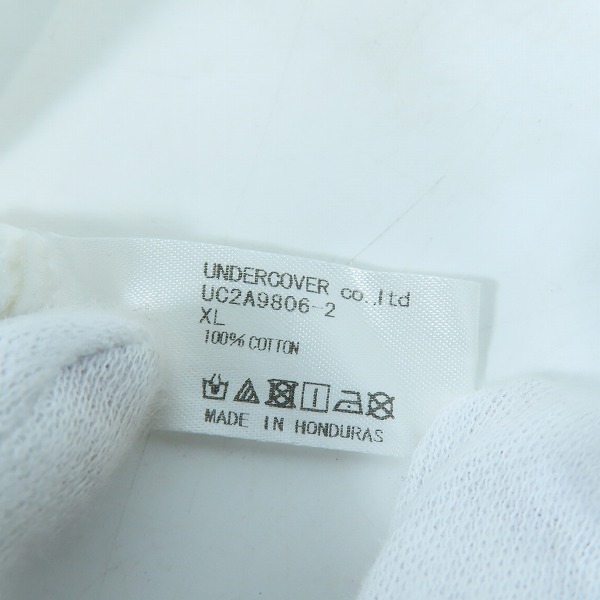 UNDERCOVER co.,ltd
UC2A9806-2
XL
100% COTTON
MADE IN HONDURAS